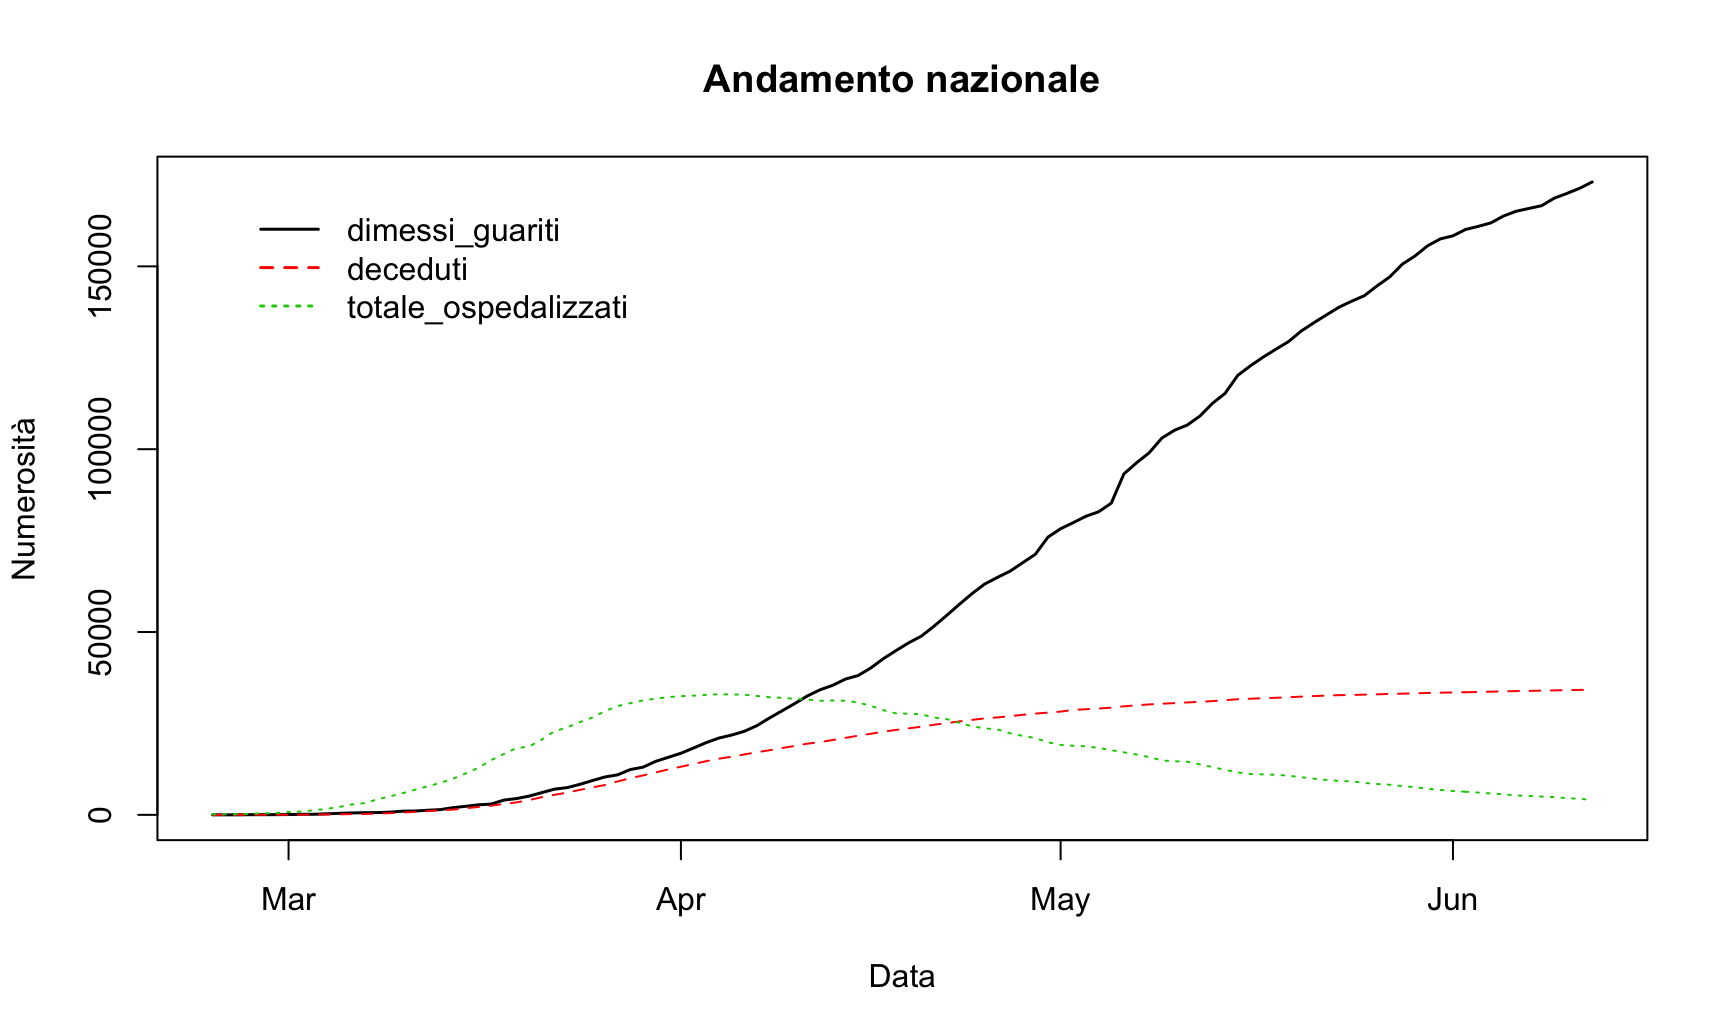 Andamento nazionale
dimessi_guariti
deceduti
totale_ospedalizzati
Numerosità
150000
100000
50000
0
Mar Apr May Jun
Data